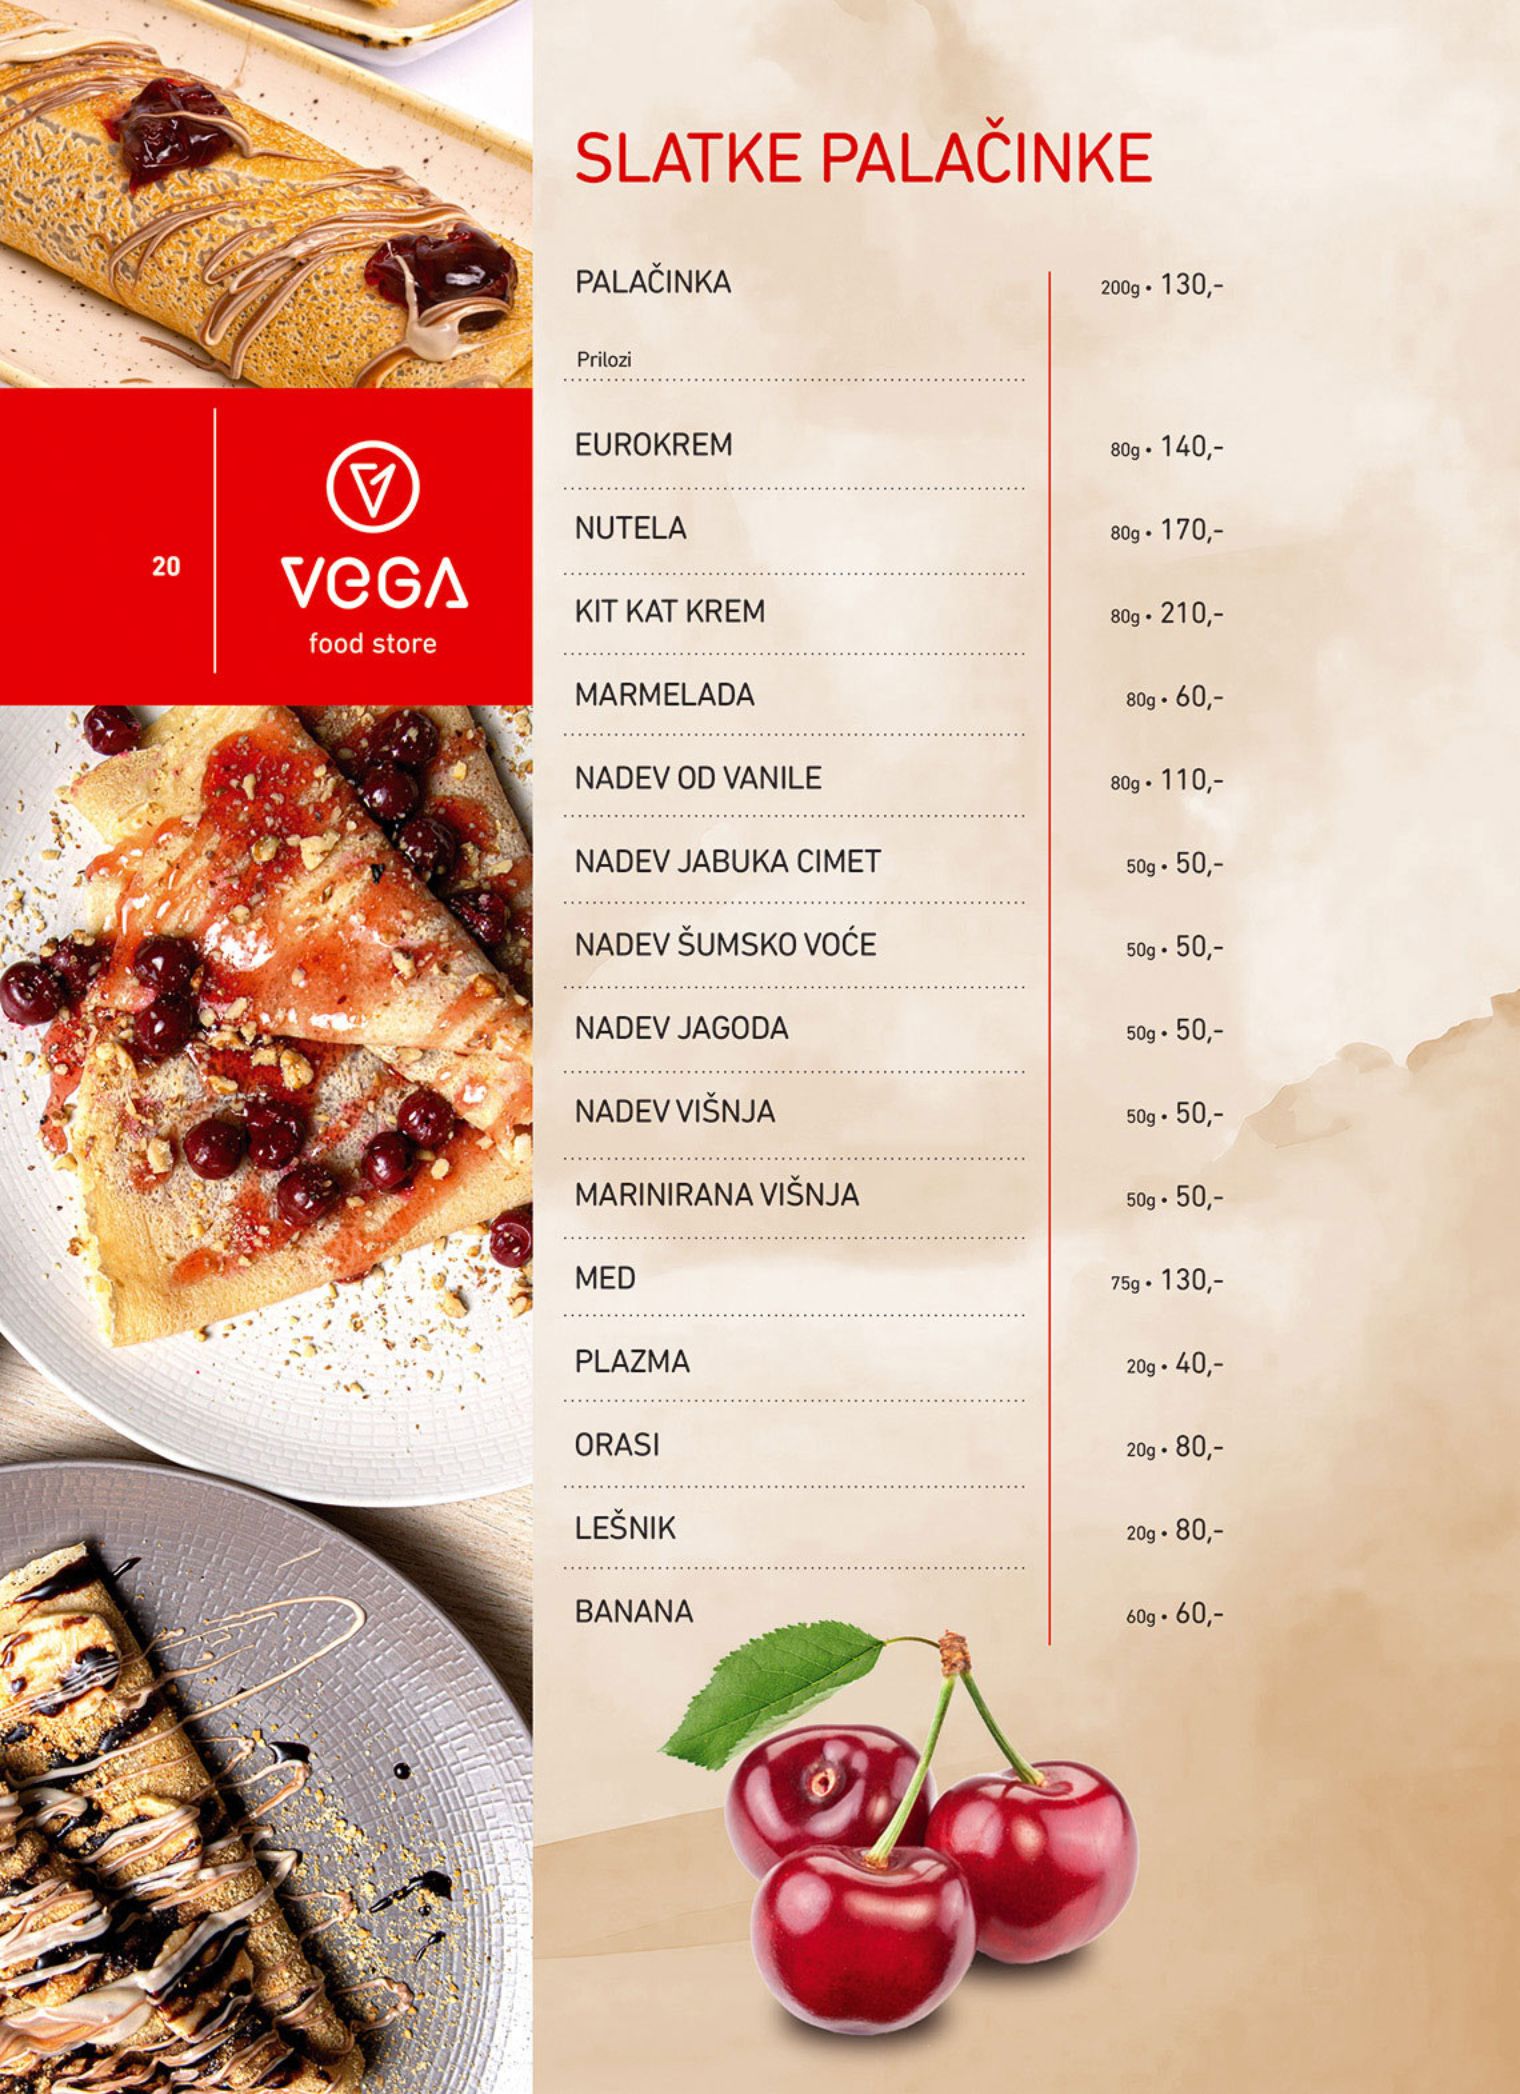 SLATKE PALAČINKE
PALAČINKA 200g • 130,-
Prilozi
EUROKREM 80g • 140,-
NUTELA 80g • 170,-
KIT KAT KREM 80g • 210,-
MARMELADA 80g • 60,-
NADEV OD VANILE 80g • 110,-
NADEV JABUKA CIMET 50g • 50,-
NADEV ŠUMSKO VOĆE 50g • 50,-
NADEV JAGODA 50g • 50,-
NADEV VIŠNJA 50g • 50,-
MARINIRANA VIŠNJA 50g • 50,-
MED 75g • 130,-
PLAZMA 20g • 40,-
ORASI 20g • 80,-
LEŠNIK 20g • 80,-
BANANA 60g • 60,-
20
VeGA
food store